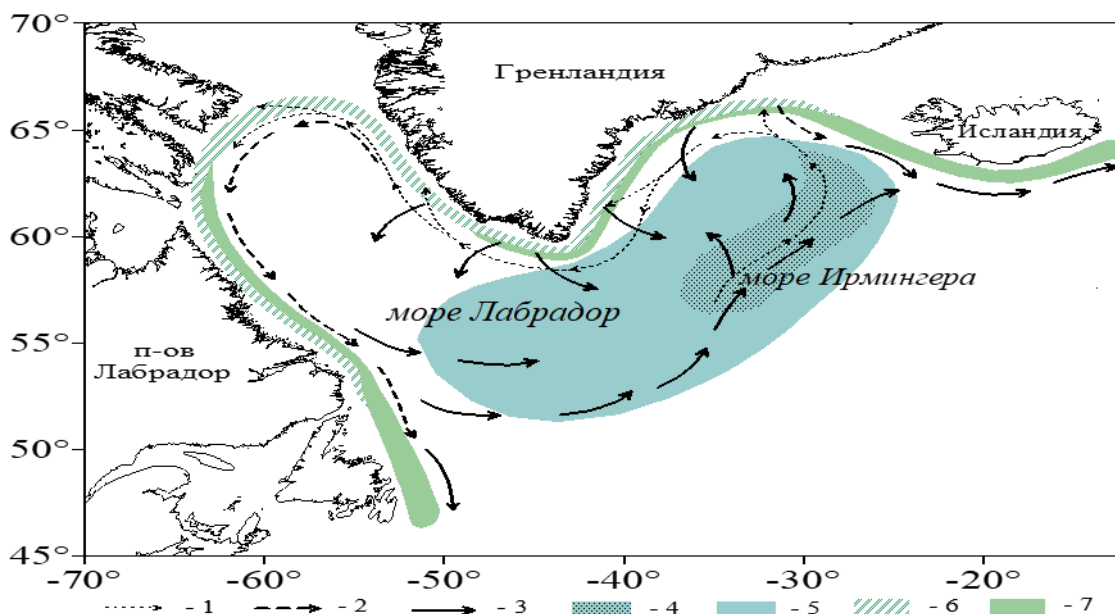 70°
Гренландия
65°
Исландия
60°
море Ирмингера
море Лабрадор
55°
п-ов
Лабрадор
50°
45°
-70° -60° -50° -40° -30° -20°
- 1 - 2 - 3 - 4 - 5 - 6 - 7